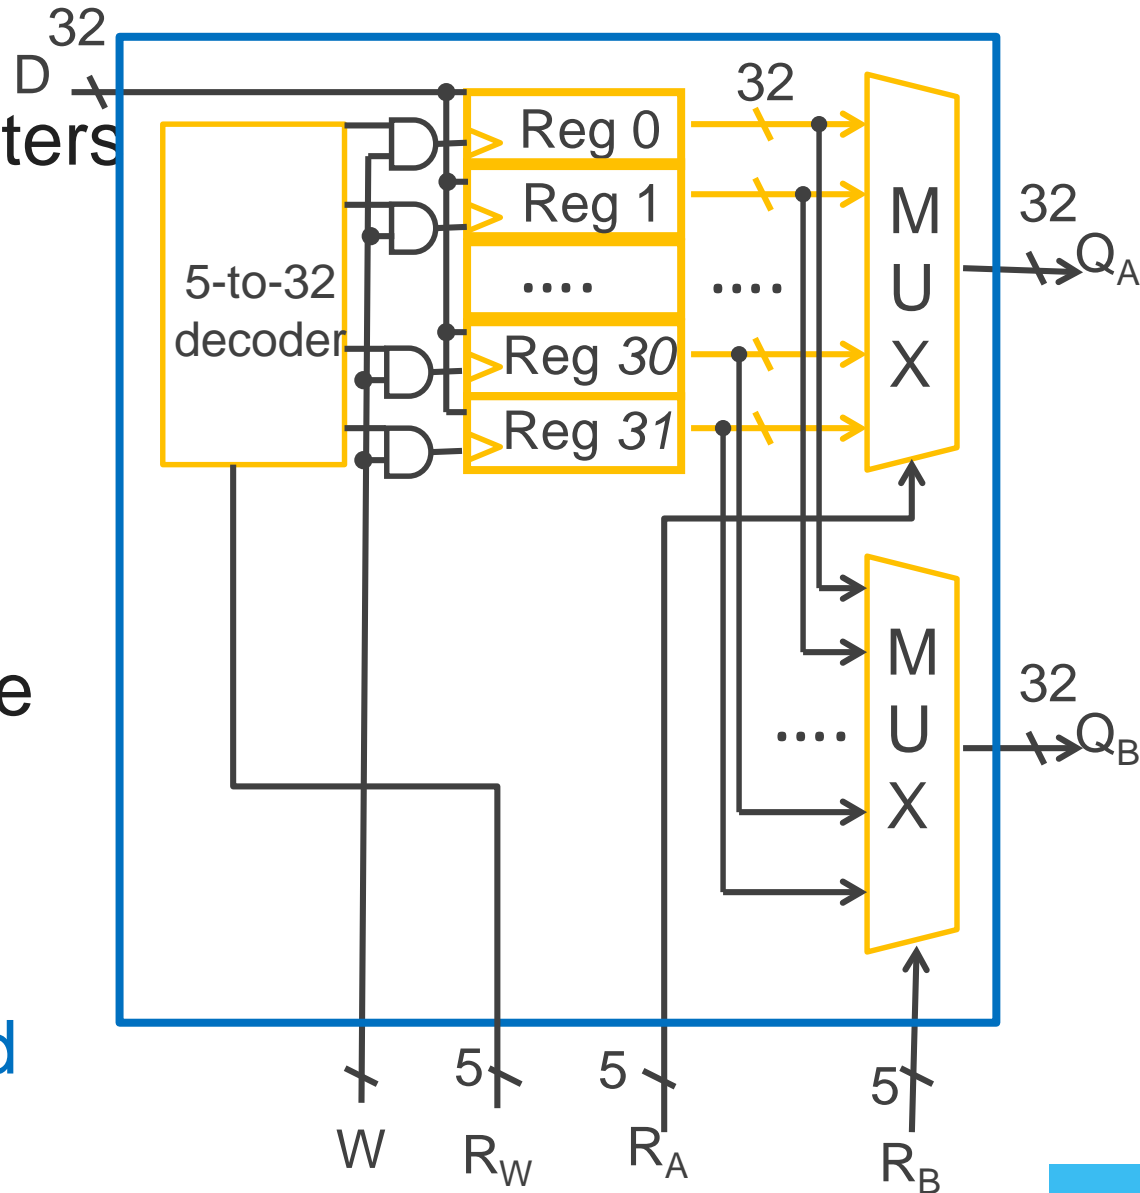 32
D
ters
5-to-32
decoder
Reg 0
Reg 1
....
Reg 30
Reg 31
32
....
M
U
X
32
QA
M
U
X
....
32
QB
e
d
5
5
5
W
RW
RA
RB